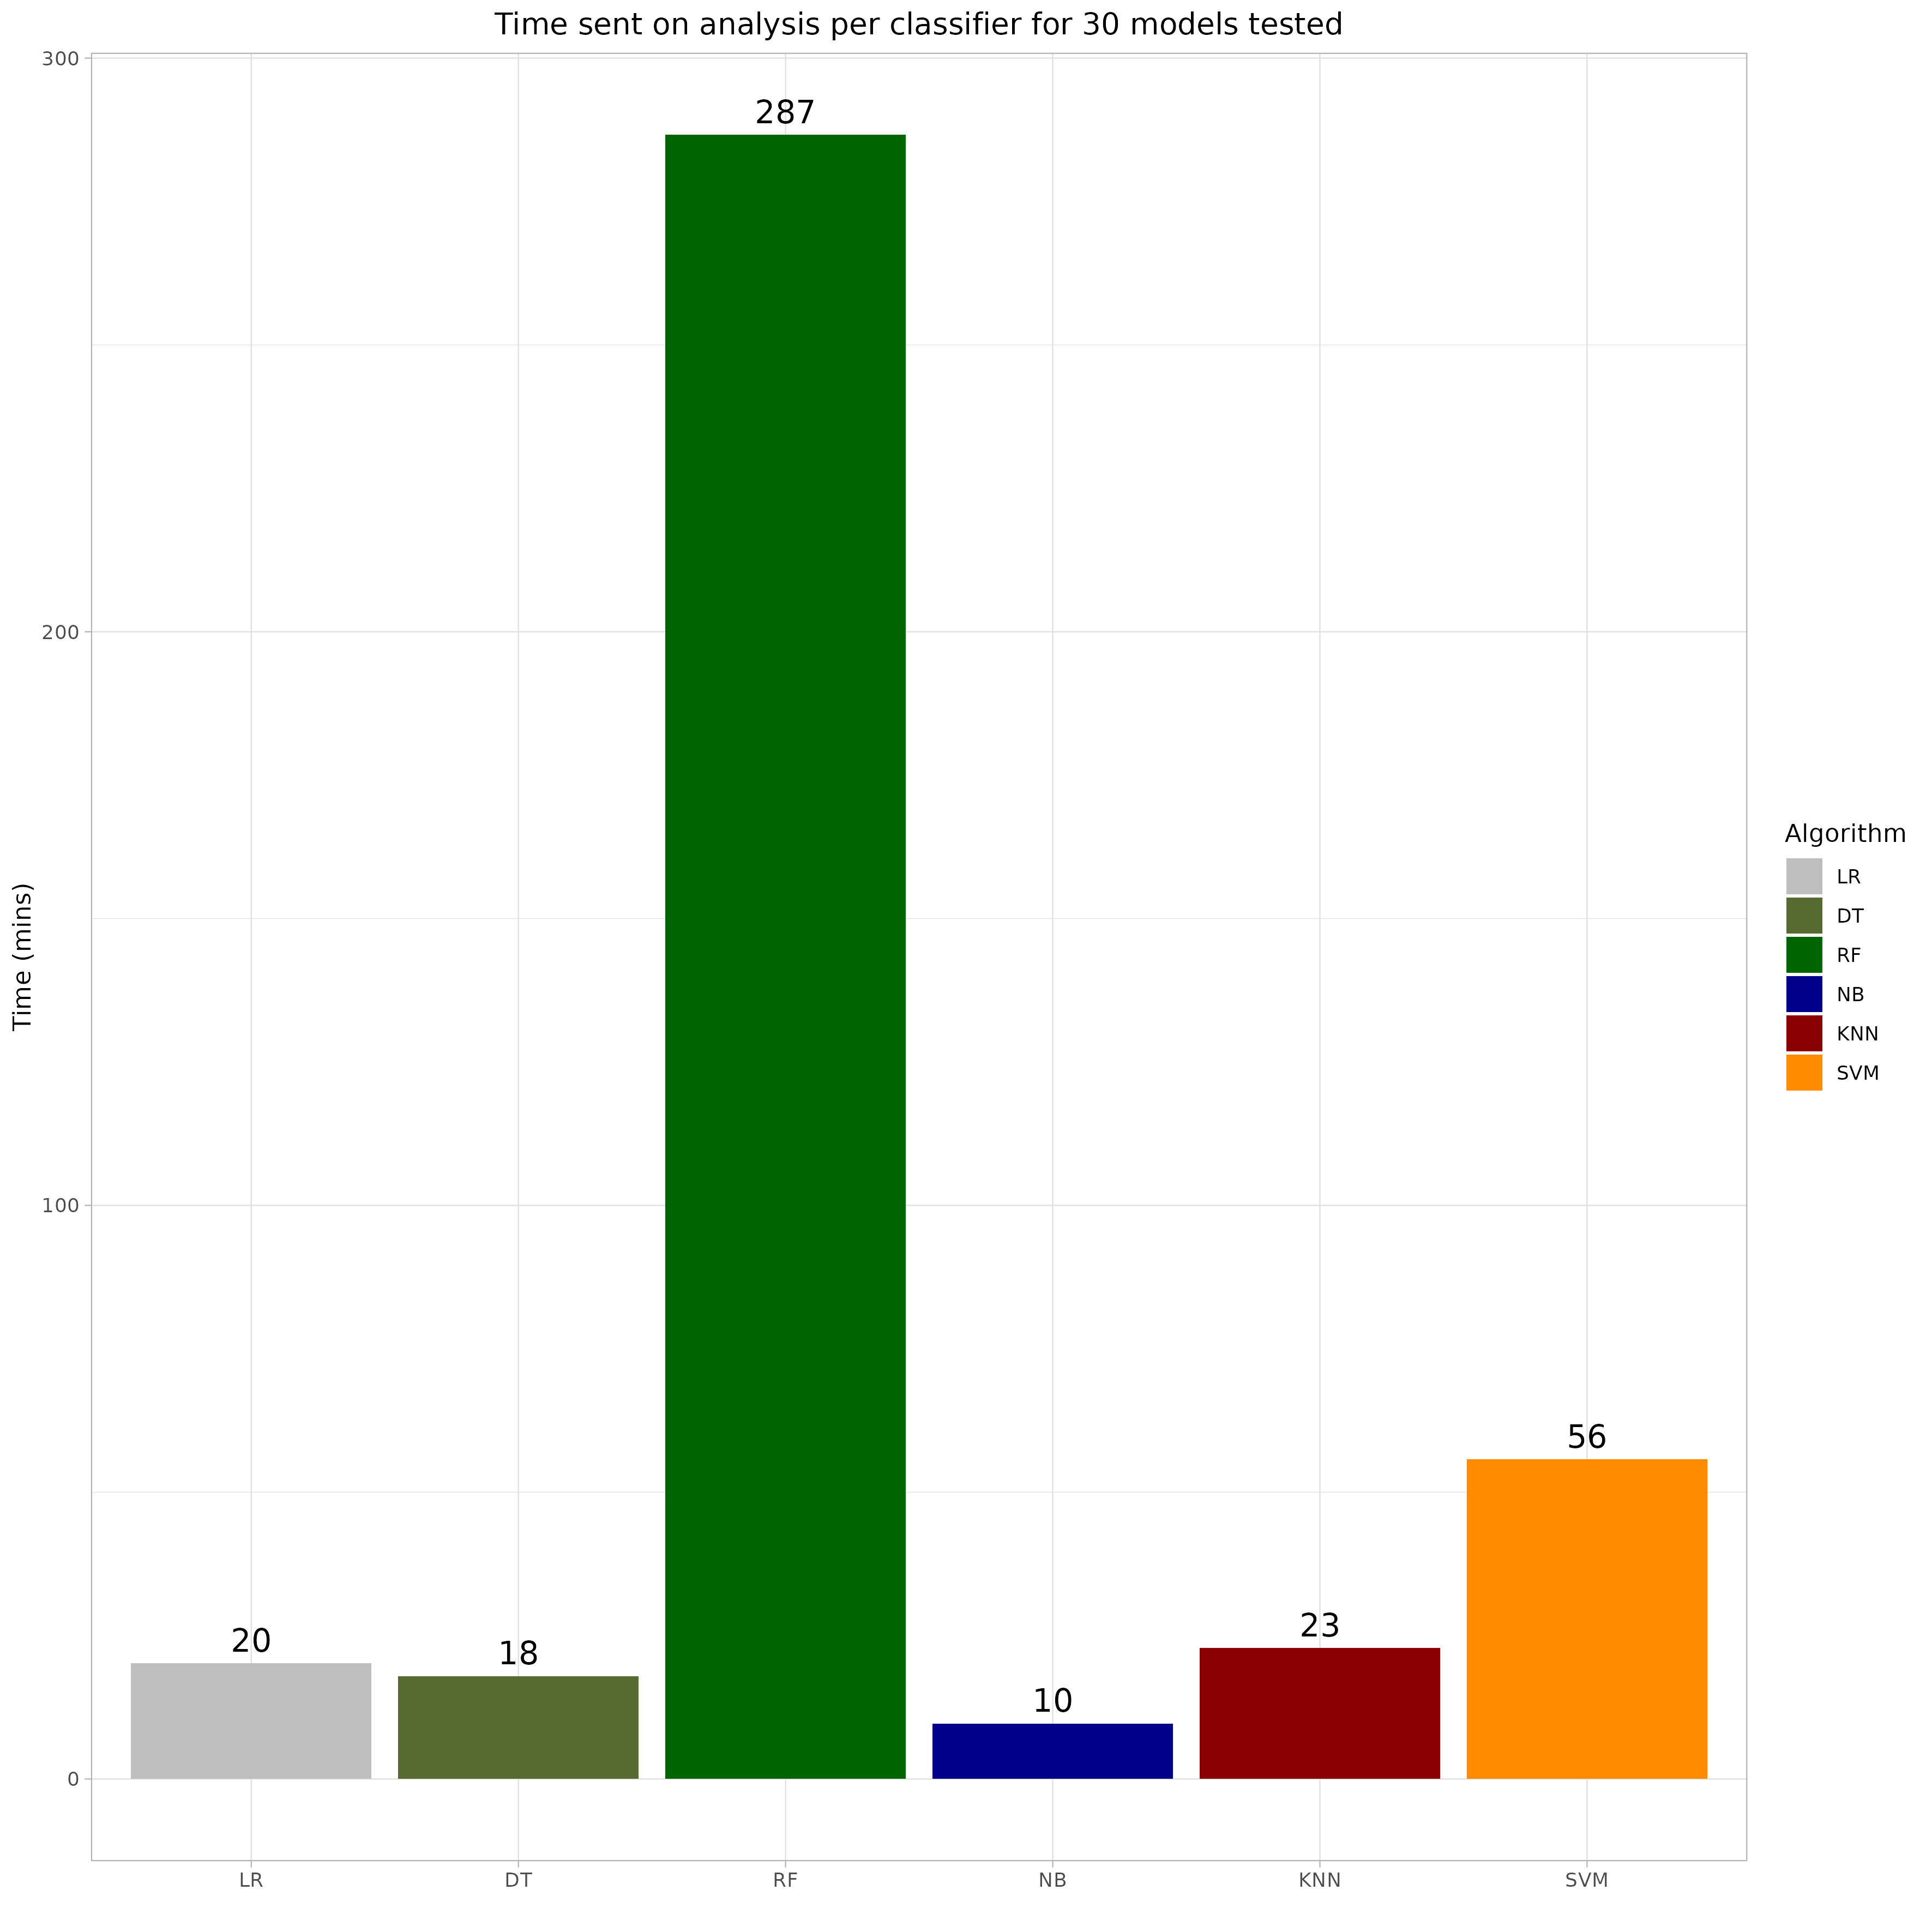 Time sent on analysis per classifier for 30 models tested
300
200
100
0
Time (mins)
287
56
23
20
18
10
LR DT RF NB KNN SVM
Algorithm
LR
DT
RF
NB
KNN
SVM